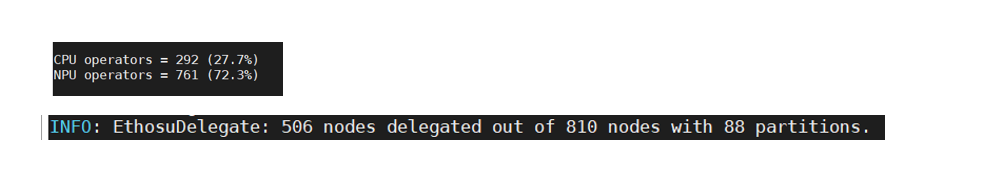 CPU operators = 292 (27.7%)
NPU operators = 761 (72.3%)
INFO: EthosuDelegate: 506 nodes delegated out of 810 nodes with 88 partitions.